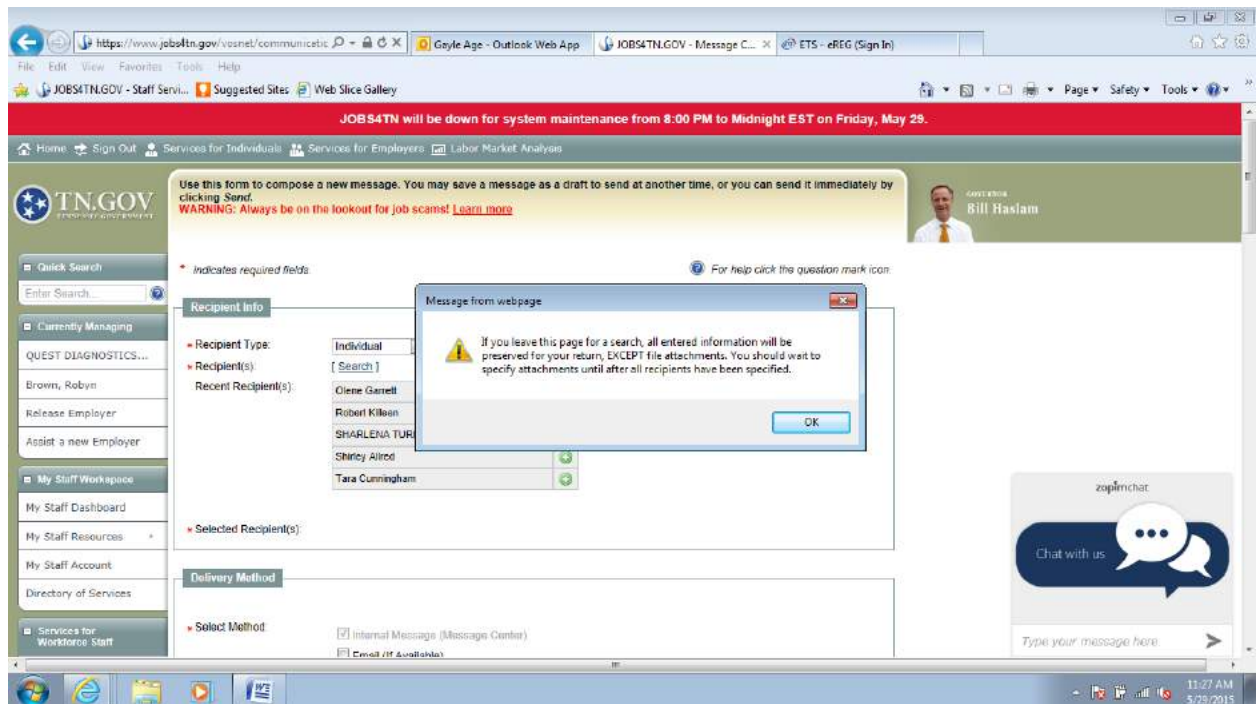 https://www.jobs4tn.gov/vosnet/communicatic
Gayle Age - Outlook Web App
JOBS4TN.GOV - Message C...
ETS - eREG (Sign In)
File Edit View Favorites Tools Help
JOBS4TN.GOV - Staff Servi...
Suggested Sites
Web Slice Gallery
Page Safety Tools
JOBS4TN will be down for system maintenance from 8:00 PM to Midnight EST on Friday, May 29.
Home Sign Out Services for Individuals Services for Employers Labor Market Analysis
TN.GOV
TENNESSEE GOVERNMENT
Use this form to compose a new message. You may save a message as a draft to send at another time, or you can send it immediately by
clicking Send.
WARNING: Always be on the lookout for job scams! Learn more
GOVERNOR
Bill Haslam
Quick Search
Enter Search...
* Indicates required fields.
For help click the question mark icon.
Currently Managing
QUEST DIAGNOSTICS...
Brown, Robyn
Release Employer
Assist a new Employer
My Staff Workspace
My Staff Dashboard
My Staff Resources
My Staff Account
Directory of Services
Services for
Workforce Staff
Recipient Info
Recipient Type:
Individual
Recipient(s):
[ Search ]
Recent Recipient(s):
Olene Garrett
Robert Killeen
SHARLENA TUR
Shirley Allred
Tara Cunningham
Selected Recipient(s):
Message from webpage
If you leave this page for a search, all entered information will be
preserved for your return, EXCEPT file attachments. You should wait to
specify attachments until after all recipients have been specified.
OK
Delivery Method
Select Method:
Internal Message (Message Center)
Email (If Available)
zopimchat
Chat with us
Type your message here
11:27 AM
5/29/2015